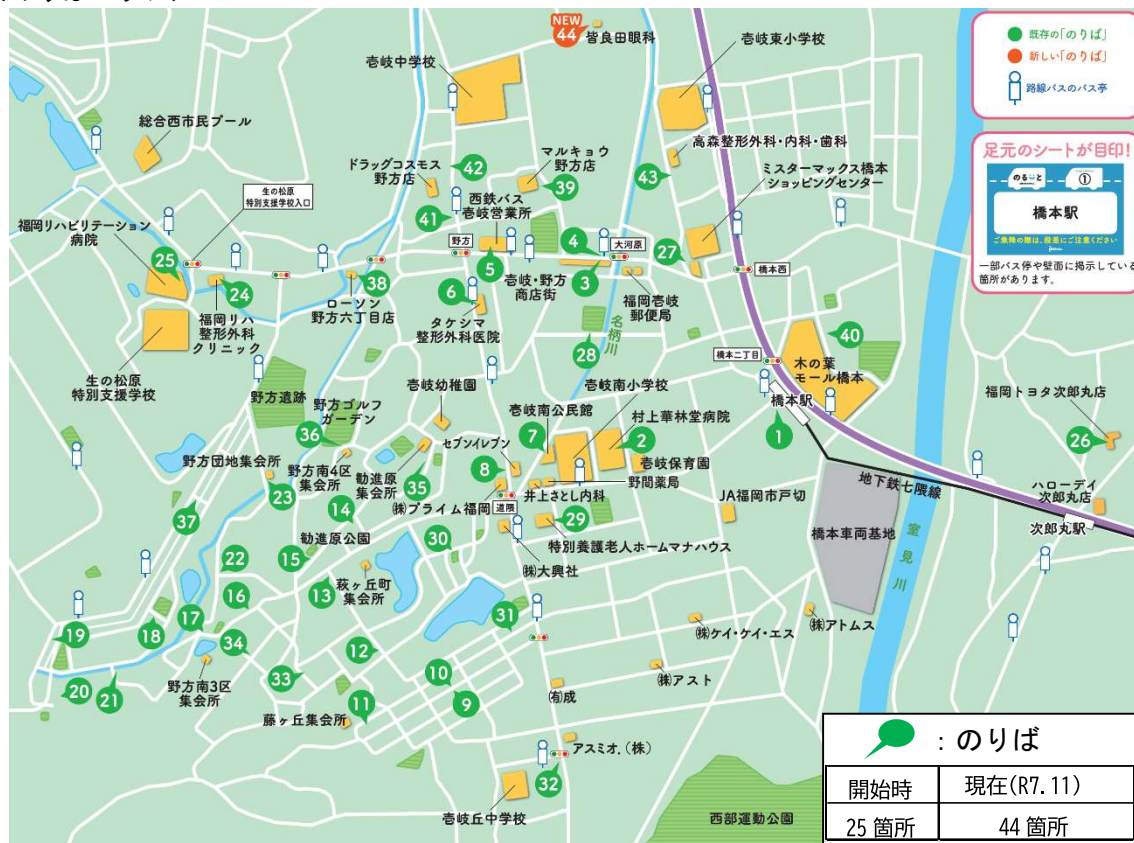 NEW
44
皆良田眼科
壱岐東小学校
壱岐中学校
既存の「のりば」
新しい「のりば」
路線バスのバス亭
足元のシートが目印!
のるーと
①
橋本駅
ご乗降の際は、段差にご注意ください
一部バス停や壁面に掲示している
箇所があります。
総合西市民プール
高森整形外科・内科・歯科
マルキョウ
野方店
ドラッグコスモス
野方店
42
39
43
ミスターマックス橋本
ショッピングセンター
生の松原
特別支援学校入口
西鉄バス
壱岐営業所
41
福岡リハビリテーション
病院
野方
4
大河原
27
25
5
3
橋本西
24
38
壱岐・野方
商店街
6
福岡壱岐
郵便局
ローソン
野方六丁目店
福岡リハ
整形外科
クリニック
タケシマ
整形外科医院
名柄川
28
40
橋本二丁目
木の葉
モール橋本
生の松原
特別支援学校
壱岐幼稚園
壱岐南小学校
橋本駅
福岡トヨタ次郎丸店
野方遺跡
野方ゴルフ
ガーデン
壱岐南公民館
村上華林堂病院
1
26
36
セブンイレブン
7
2
野方団地集会所
野方南4区
集会所
勧進原
集会所
35
8
壱岐保育園
地下鉄七隈線
ハローデイ
次郎丸店
23
㈱プライム福岡
道隈
井上さとし内科
野間薬局
JA福岡市戸切
37
14
29
橋本車両基地
次郎丸駅
勧進原公園
30
特別養護老人ホームマナハウス
室見川
22
15
㈱大興社
16
13
萩ヶ丘町
集会所
31
17
19
18
34
12
㈱ケイ・ケイ・エス
㈱アトムス
33
10
㈱アスト
20
21
野方南3区
集会所
11
9
㈲成
藤ヶ丘集会所
アスミオ.(株)
32
:のりば
開始時
現在(R7.11)
25箇所
44箇所
壱岐丘中学校
西部運動公園